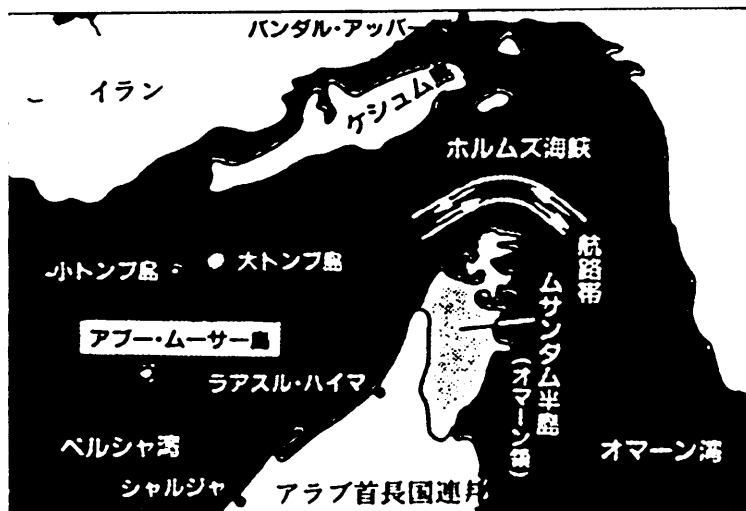 バンダル・アッバー
イラン
ケシュム島
ホルムズ海峡
航路帯
小トンブ島
大トンブ島
ムサンダム半島
(オマーン領)
アブー・ムーサー島
ラアスル・ハイマ
ペルシャ湾
オマーン湾
シャルジャ
アラブ首長国連邦